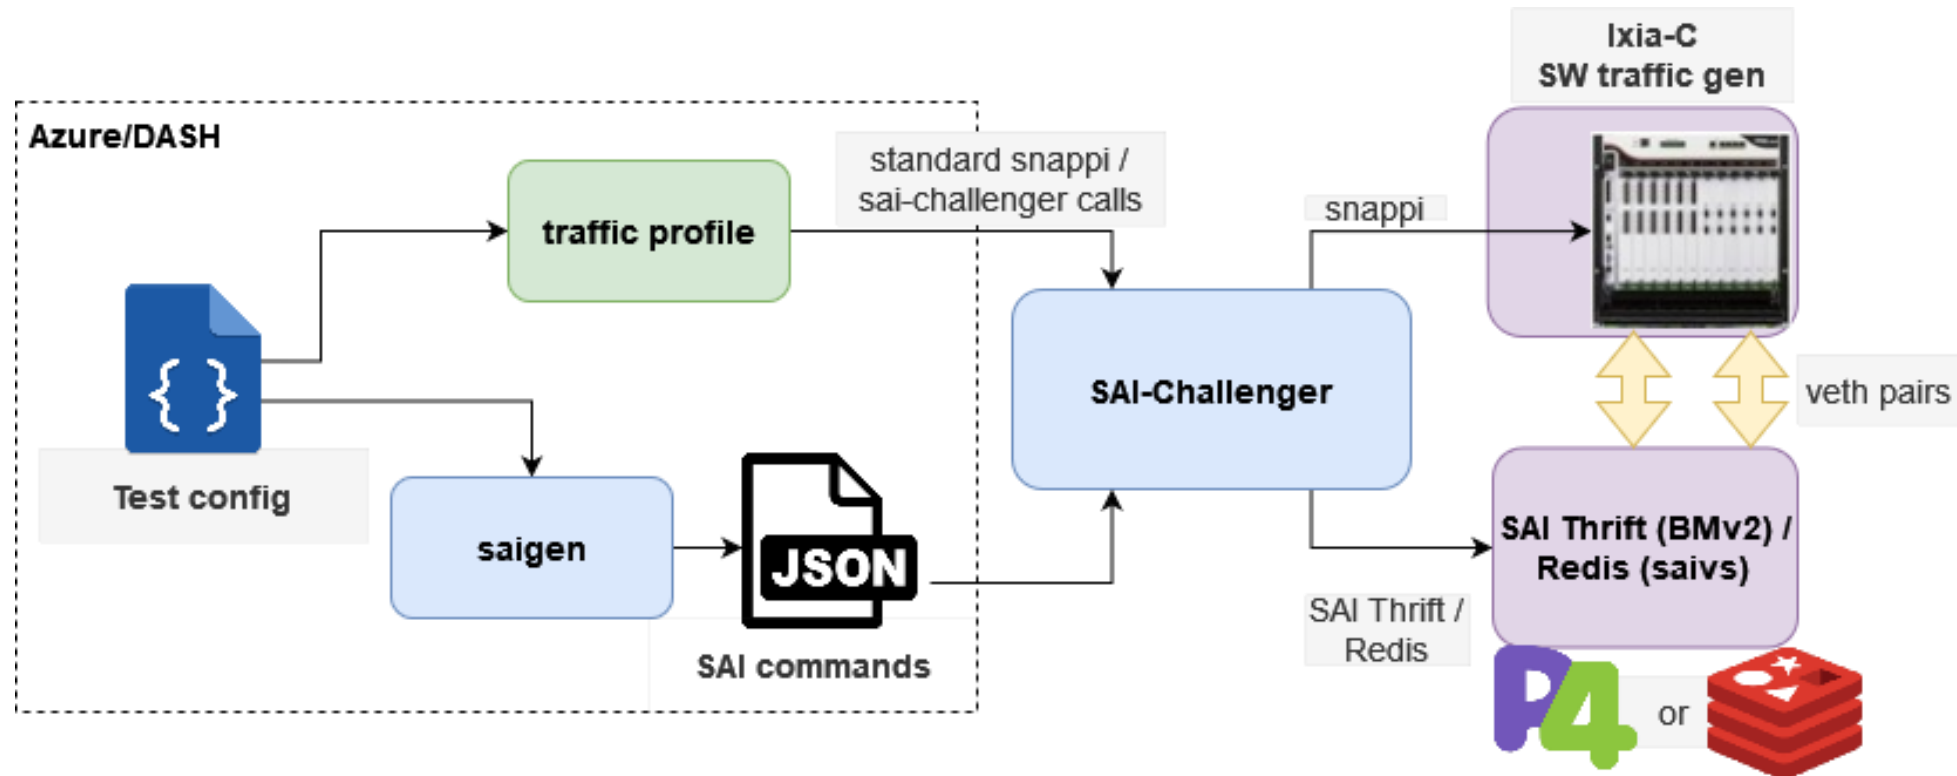 Ixia-C
SW traffic gen
Azure/DASH
standard snappi /
sai-challenger calls
traffic profile
snappi
{ }
SAI-Challenger
veth pairs
Test config
saigen
JSON
SAI commands
SAI Thrift (BMv2) /
Redis (saivs)
SAI Thrift /
Redis
P4
or